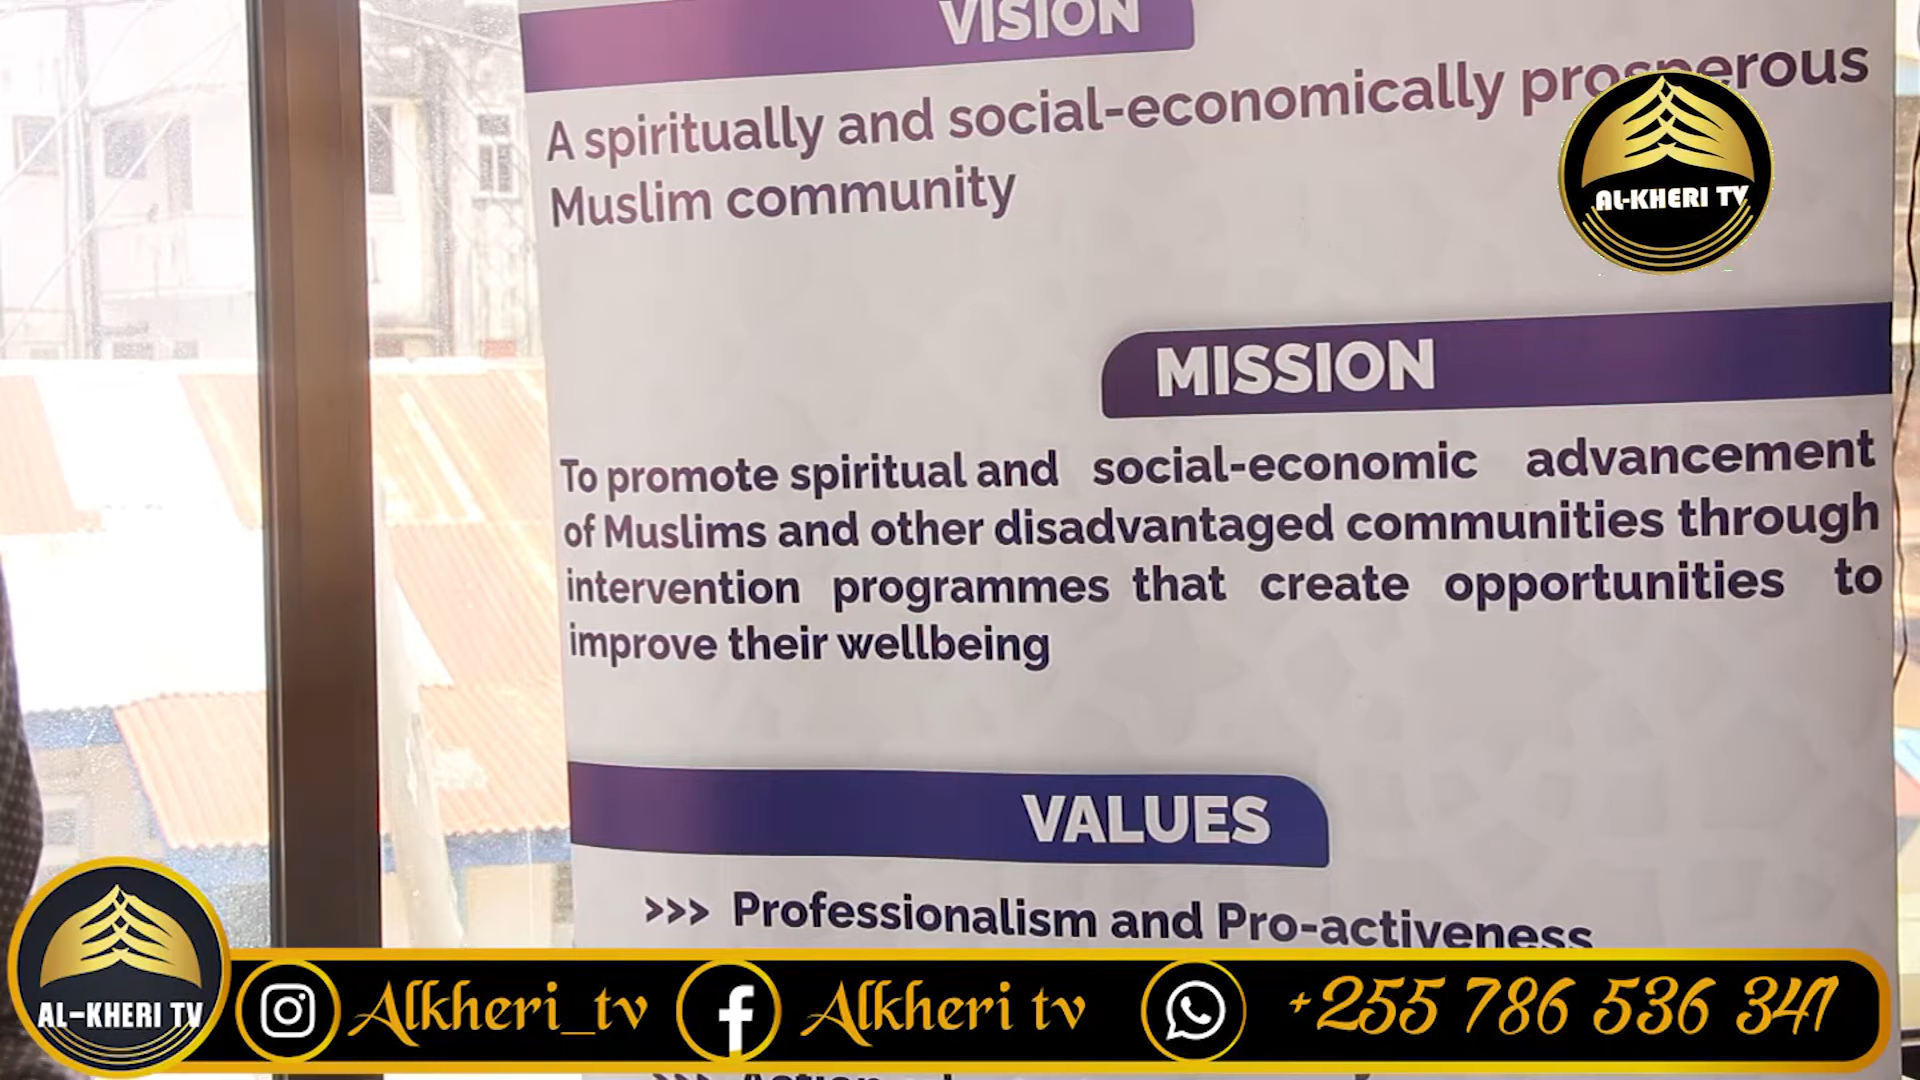 VISION
A spiritually and social-economically prosperous
Muslim community
AL-KHERI TV
MISSION
To promote spiritual and social-economic advancement
of Muslims and other disadvantaged communities through
intervention programmes that create opportunities to
improve their wellbeing
VALUES
>>> Professionalism and Pro-activeness
AL-KHERI TV
Alkheri_tv
Alkheri tv
+255 786 536 341